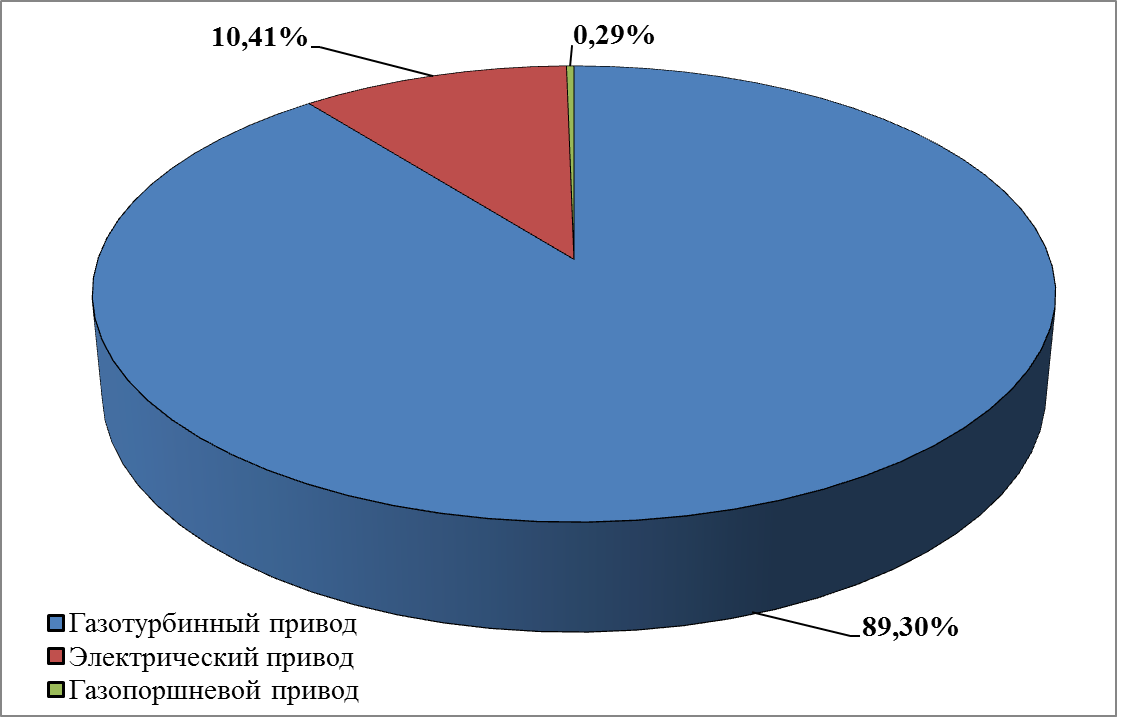 10,41%
0,29%
89,30%
Газотурбинный привод
Электрический привод
Газопоршневой привод